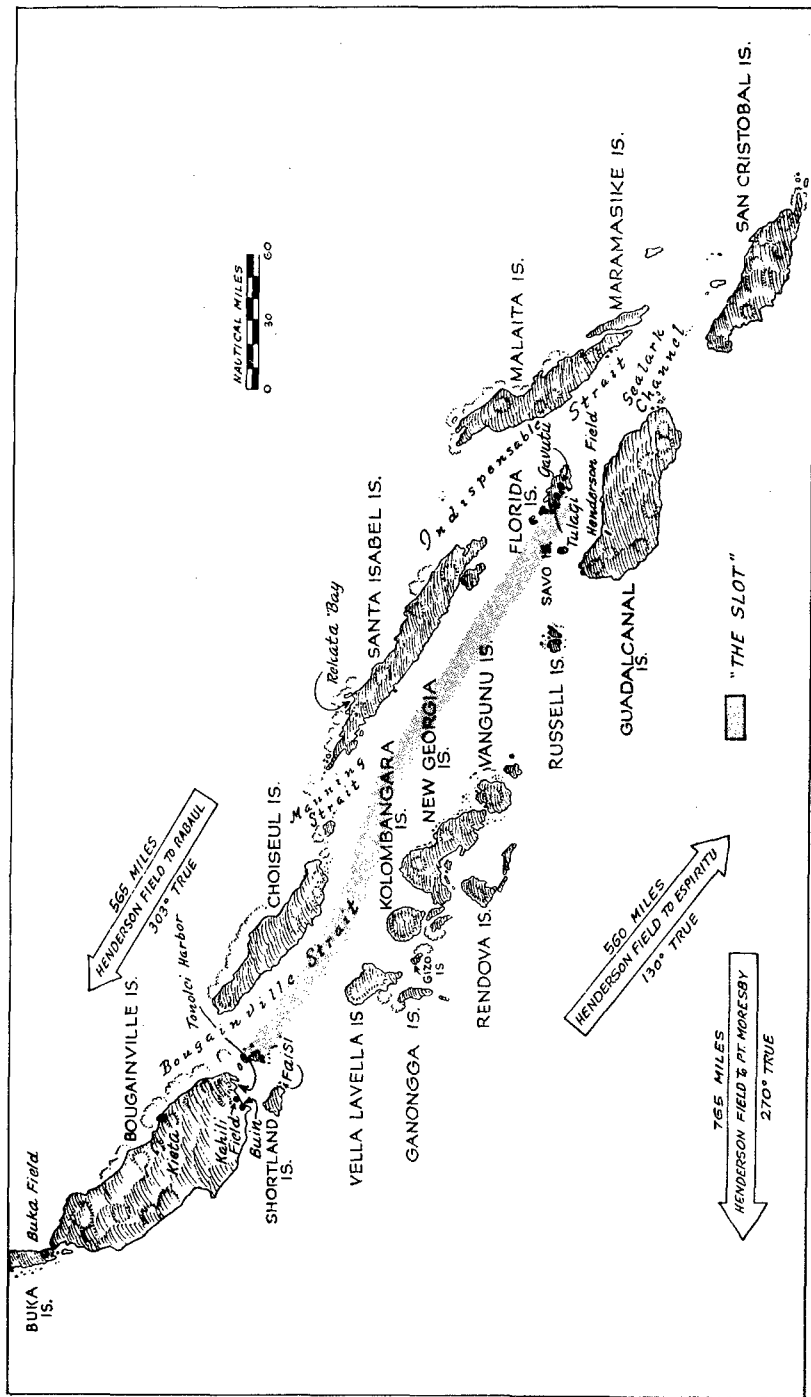 BUKA
IS.
Buka Field
BOUGAINVILLE IS.
Kieta
Kahili
Field
Buin
Tonolei Harbor
SHORTLAND
IS.
Faisi
Bougainville Strait
CHOISEUL IS.
Manning
Strait
VELLA LAVELLA IS
GANONGGA IS.
GIZO
IS
KOLOMBANGARA
IS.
NEW GEORGIA
IS.
VANGUNU IS.
RENDOVA IS.
Rekata Bay
SANTA ISABEL IS.
Indispensable Strait
RUSSELL IS.
SAVO IS.
FLORIDA
IS.
Gavutu
Tulagi
Henderson Field
GUADALCANAL
IS.
MALAITA IS.
MARAMASIKE IS.
Sealark
Channel
SAN CRISTOBAL IS.
NAUTICAL MILES
0 30 60
565 MILES
HENDERSON FIELD TO RABAUL
303° TRUE
560 MILES
HENDERSON FIELD TO ESPIRITU
130° TRUE
765 MILES
HENDERSON FIELD TO PT. MORESBY
270° TRUE
"THE SLOT"